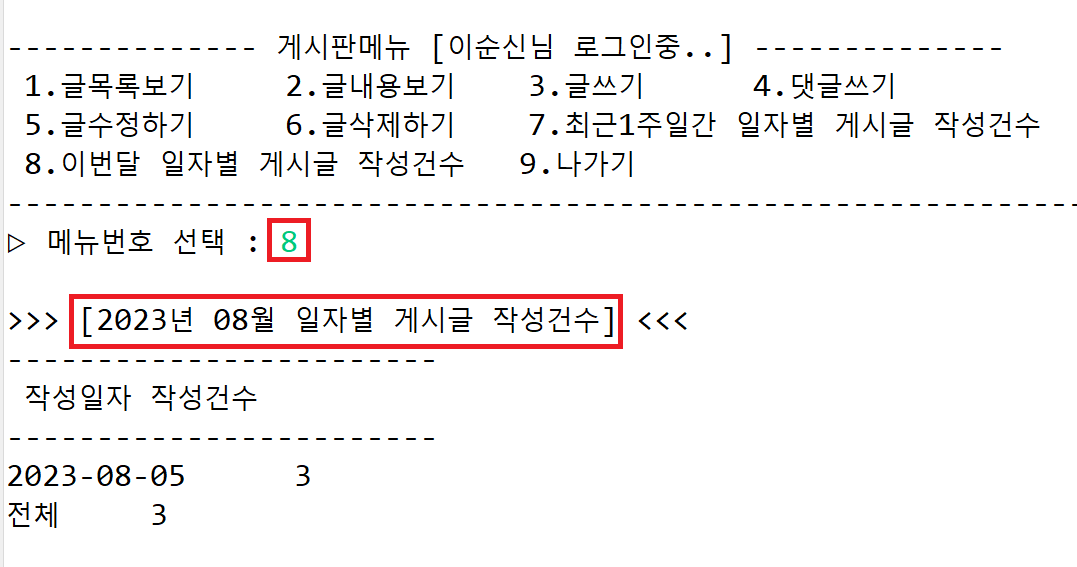 -------------- 게시판메뉴 [이순신님 로그인중..] --------------
1.글목록보기 2.글내용보기 3.글쓰기 4.댓글쓰기
5.글수정하기 6.글삭제하기 7.최근1주일간 일자별 게시글 작성건수
8.이번달 일자별 게시글 작성건수 9.나가기
------------------------------------------------------------
▷ 메뉴번호 선택 : 8
>>> [2023년 08월 일자별 게시글 작성건수] <<<
------------------------
작성일자 작성건수
------------------------
2023-08-05 3
전체 3